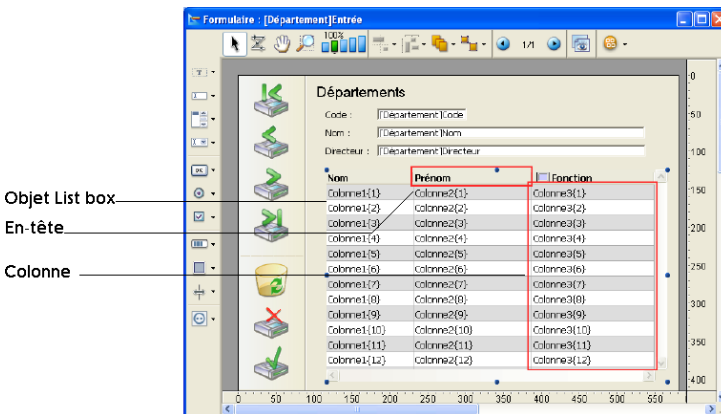 Formulaire : [Département]Entrée
100%
1/1
Départements
Code : [Département]Code
Nom : [Département]Nom
Directeur : [Département]Directeur
Nom Prénom Fonction
Colonne1{1} Colonne2{1} Colonne3{1}
Colonne1{2} Colonne2{2} Colonne3{2}
Colonne1{3} Colonne2{3} Colonne3{3}
Colonne1{4} Colonne2{4} Colonne3{4}
Colonne1{5} Colonne2{5} Colonne3{5}
Colonne1{6} Colonne2{6} Colonne3{6}
Colonne1{7} Colonne2{7} Colonne3{7}
Colonne1{8} Colonne2{8} Colonne3{8}
Colonne1{9} Colonne2{9} Colonne3{9}
Colonne1{10} Colonne2{10} Colonne3{10}
Colonne1{11} Colonne2{11} Colonne3{11}
Colonne1{12} Colonne2{12} Colonne3{12}
Objet List box
En-tête
Colonne
0
50
100
150
200
250
300
350
400
0 50 100 150 200 250 300 350 400 450 500 550